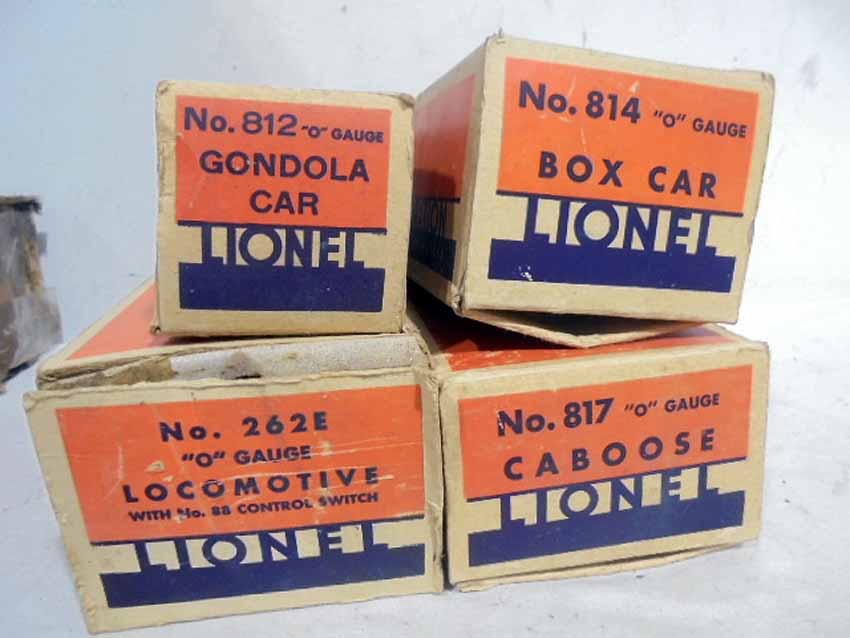 No. 812 "O" GAUGE
GONDOLA
CAR
LIONEL
No. 814 "O" GAUGE
BOX CAR
LIONEL
No. 262E
"O" GAUGE
LOCOMOTIVE
WITH No. 88 CONTROL SWITCH
LIONEL
No. 817 "O" GAUGE
CABOOSE
LIONEL